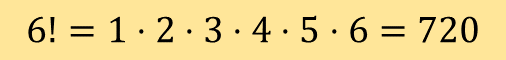 6! = 1 · 2 · 3 · 4 · 5 · 6 = 720